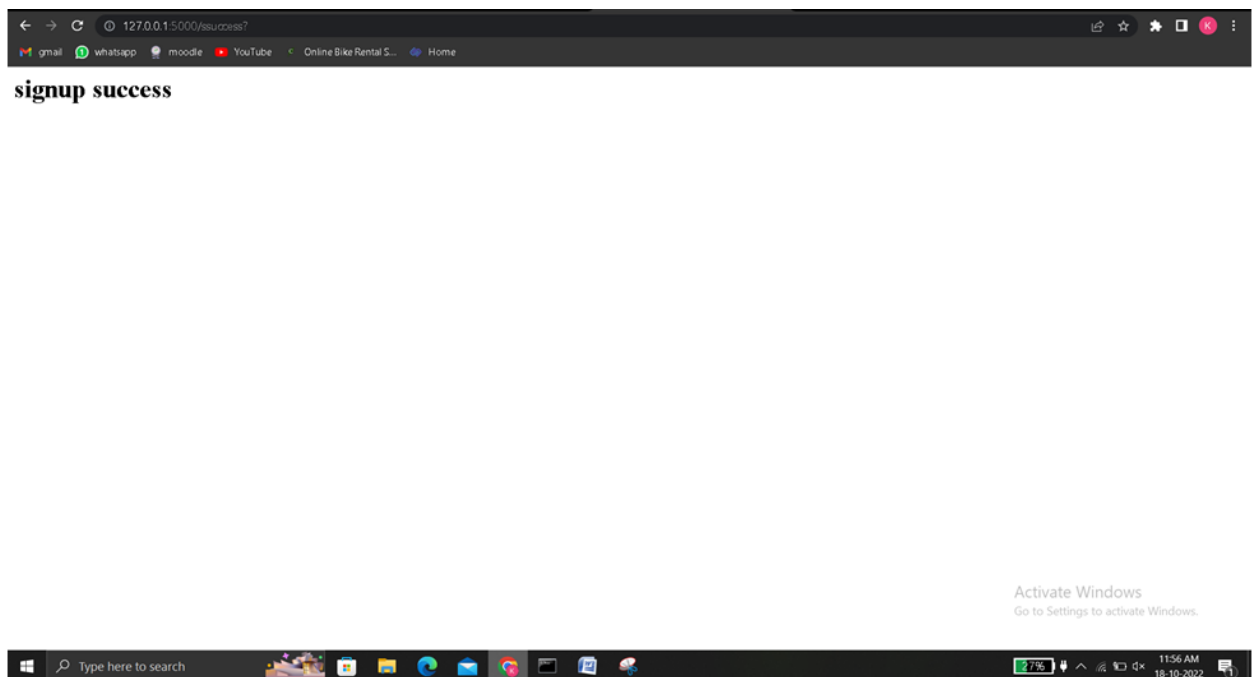 127.0.0.1:5000/ssuccess?
K
gmail whatsapp moodle YouTube Online Bike Rental S... Home
signup success
Activate Windows
Go to Settings to activate Windows.
Type here to search
27%
11:56 AM
18-10-2022
1